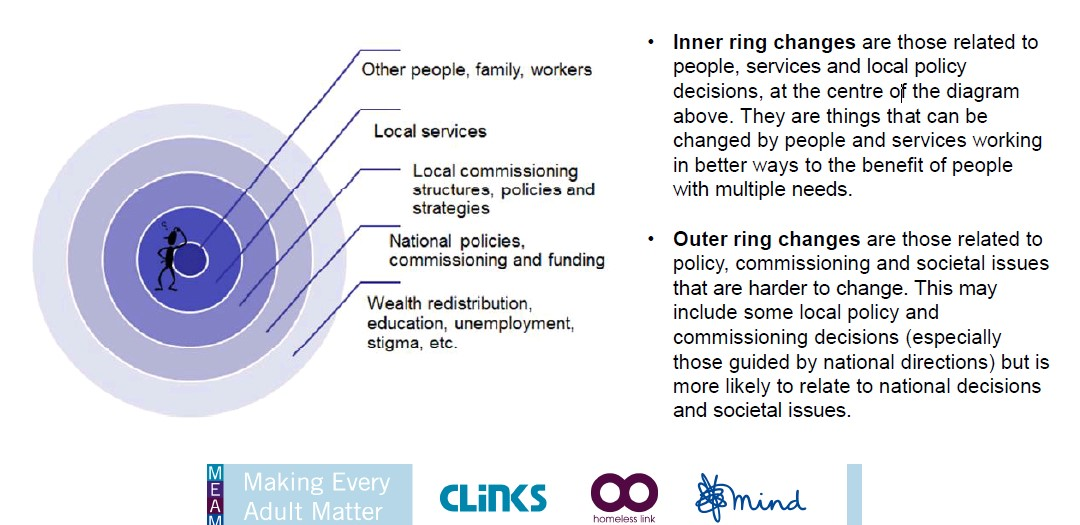 Other people, family, workers
Local services
Local commissioning
structures, policies and
strategies
National policies,
commissioning and funding
Wealth redistribution,
education, unemployment,
stigma, etc.
• Inner ring changes are those related to
people, services and local policy
decisions, at the centre of the diagram
above. They are things that can be
changed by people and services working
in better ways to the benefit of people
with multiple needs.
• Outer ring changes are those related to
policy, commissioning and societal issues
that are harder to change. This may
include some local policy and
commissioning decisions (especially
those guided by national directions) but is
more likely to relate to national decisions
and societal issues.
MEAM
Making Every
Adult Matter
CLiNKS
homeless link
mind